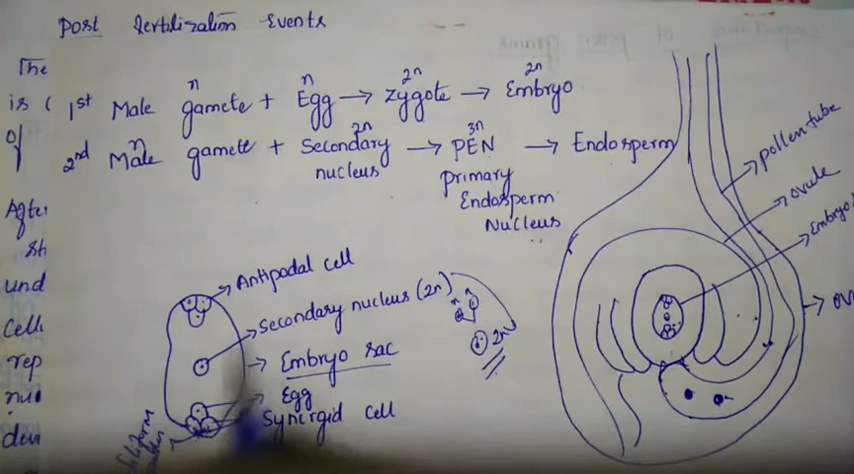 Post Fertilization Events
The
is
1st Male gamete + Egg → Zygote → Embryo
n n 2n 2n
of
2nd Male gamete + Secondary nucleus → PEN → Endosperm
n 2n 3n
Primary Endosperm Nucleus
After
und
cell
rep
Antipodal cell
Secondary nucleus (2n)
n n
2n
Embryo sac
Egg
Synergid cell
filiform
pollen tube
ovule
Embryo
ov